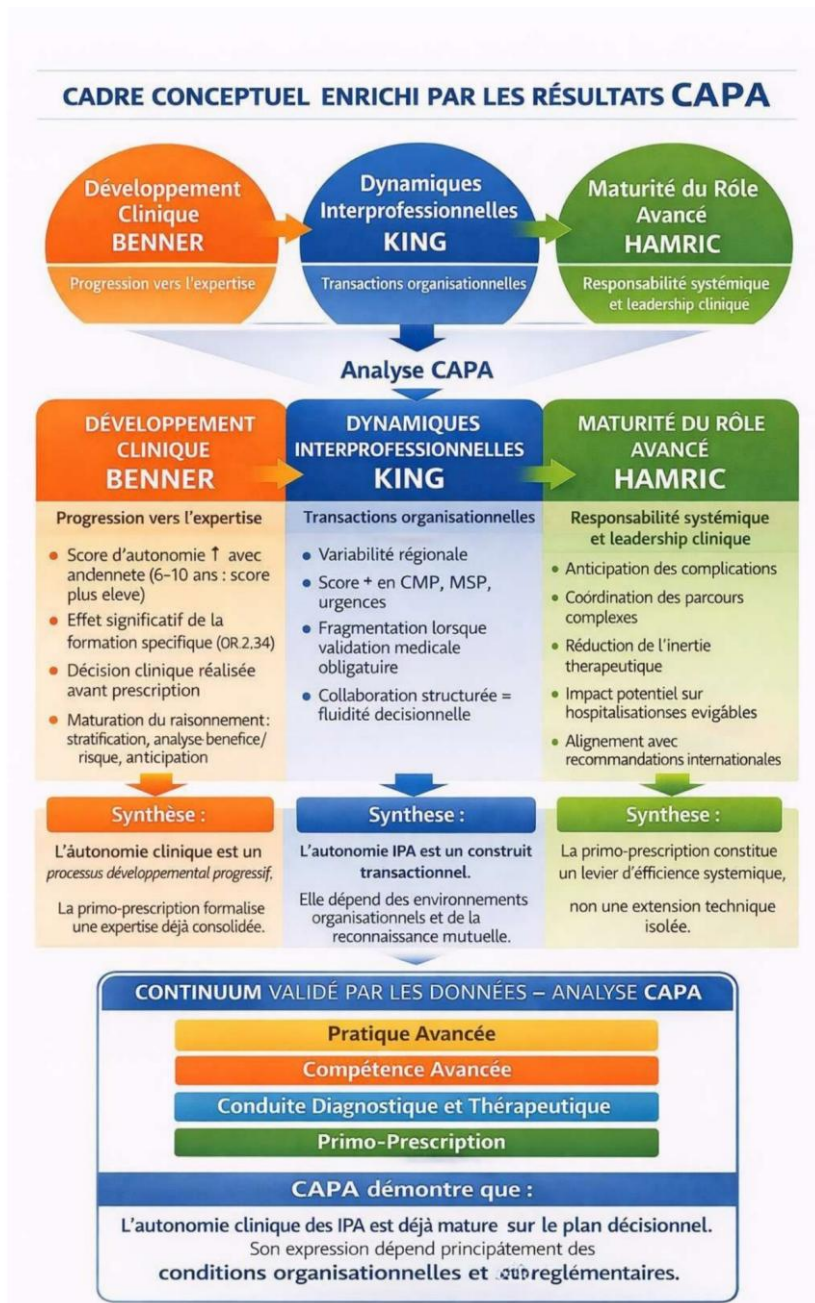 CADRE CONCEPTUEL ENRICHI PAR LES RÉSULTATS CAPA
Développement
Clinique
BENNER
Progression vers l'expertise
Dynamiques
Interprofessionnelles
KING
Transactions organisationnelles
Maturité du Rôle
Avancé
HAMRIC
Responsabilité systémique
et leadership clinique
Analyse CAPA
DÉVELOPPEMENT
CLINIQUE
BENNER
Progression vers l'expertise
• Score d'autonomie ↑ avec
andennete (6–10 ans : score
plus eleve)
• Effet significatif de la
formation specifique (OR.2,34)
• Décision clinique réalisée
avant prescription
• Maturation du raisonnement :
stratification, analyse-benefice/
risque, anticipation
Synthèse :
L'áutonomie clinique est un
processus développemental progressif.
La primo-prescription formalise
une expertise déjà consolidée.
DYNAMIQUES
INTERPROFESSIONNELLES
KING
Transactions organisationnelles
• Variabilité régionale
• Score + en CMP, MSP,
urgences
• Fragmentation lorsque
validation medicale
obligatoire
• Collaboration structurée =
fluidité decisionnelle
Synthese :
L'autonomie IPA est un construit
transactionnel.
Elle dépend des environnements
organisationnels et de la
reconnaissance mutuelle.
MATURITÉ DU RÔLE
AVANCÉ
HAMRIC
Responsabilité systémique
et leadership clinique
• Anticipation des complications
• Coórdination des parcours
complexes
• Réduction de l'inertie
therapeutique
• Impact potentiel sur
hospitalisationses evigábles
• Alignement avec
recommandations internationales
Synthese :
La primo-prescription constitue
un levier d'éfficience systemique,
non une extension technique
isolée.
CONTINUUM VALIDÉ PAR LES DONNÉES – ANALYSE CAPA
Pratique Avancée
Compétence Avancée
Conduite Diagnostique et Thérapeutique
Primo-Prescription
CAPA démontre que :
L'autonomie clinique des IPA est déjà mature sur le plan décisionnel.
Son expression dépend principátement des
conditions organisationnelles et reglémentaires.